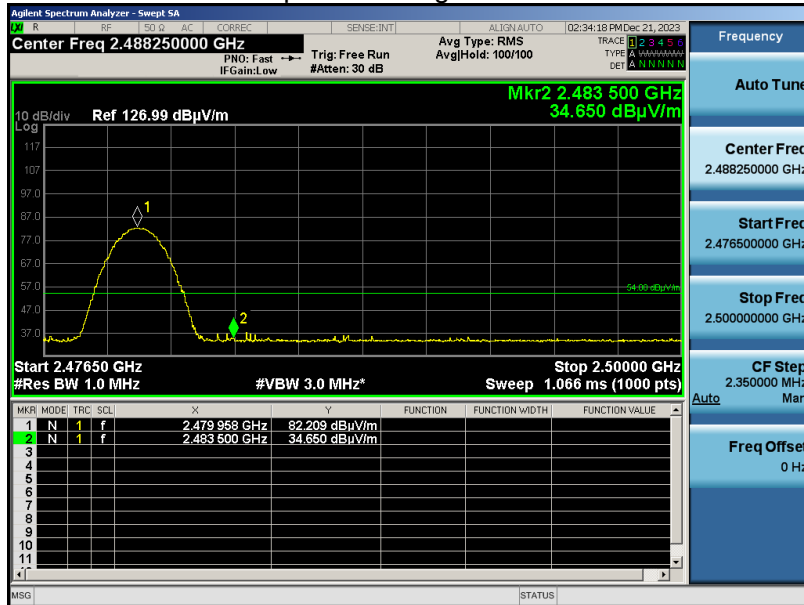 Agilent Spectrum Analyzer - Swept SA
LXI R RF 50 Ω AC CORREC SENSE:INT ALIGN AUTO 02:34:18 PM Dec 21, 2023
Center Freq 2.488250000 GHz
PNO: Fast
IFGain:Low
Trig: Free Run
#Atten: 30 dB
Avg Type: RMS
Avg|Hold: 100/100
TRACE 1 2 3 4 5 6
TYPE A
DET A N N N N N
Mkr2 2.483 500 GHz
34.650 dBµV/m
10 dB/div Ref 126.99 dBµV/m
Log
117
107
97.0
87.0
77.0
67.0
57.0
47.0
37.0
1
2
54.00 dBµV/m
Start 2.47650 GHz Stop 2.50000 GHz
#Res BW 1.0 MHz #VBW 3.0 MHz* Sweep 1.066 ms (1000 pts)
MKR MODE TRC SCL X Y FUNCTION FUNCTION WIDTH FUNCTION VALUE
1 N 1 f 2.479 958 GHz 82.209 dBµV/m
2 N 1 f 2.483 500 GHz 34.650 dBµV/m
3
4
5
6
7
8
9
10
11
MSG STATUS
Frequency
Auto Tune
Center Freq
2.488250000 GHz
Start Freq
2.476500000 GHz
Stop Freq
2.500000000 GHz
CF Step
2.350000 MHz
Auto Man
Freq Offset
0 Hz